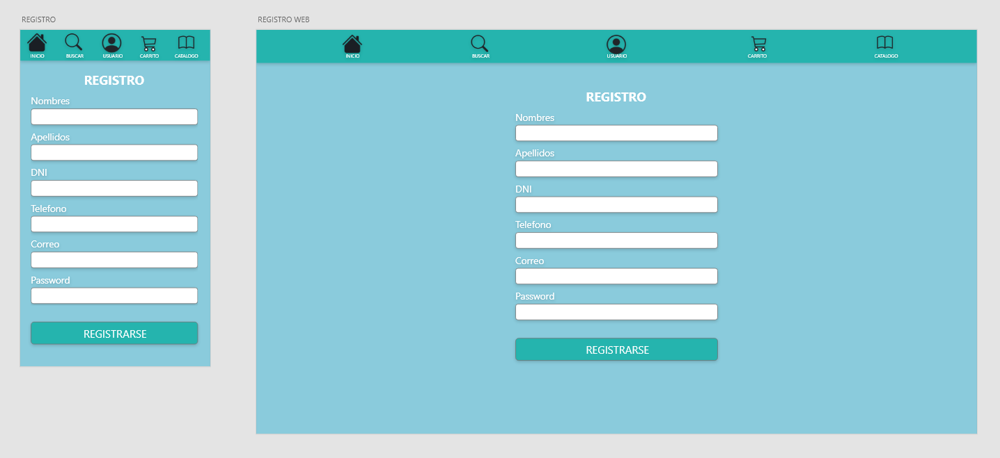 REGISTRO
INICIO BUSCAR USUARIO CARRITO CATALOGO
REGISTRO
Nombres
Apellidos
DNI
Telefono
Correo
Password
REGISTRARSE
REGISTRO WEB
INICIO BUSCAR USUARIO CARRITO CATALOGO
REGISTRO
Nombres
Apellidos
DNI
Telefono
Correo
Password
REGISTRARSE